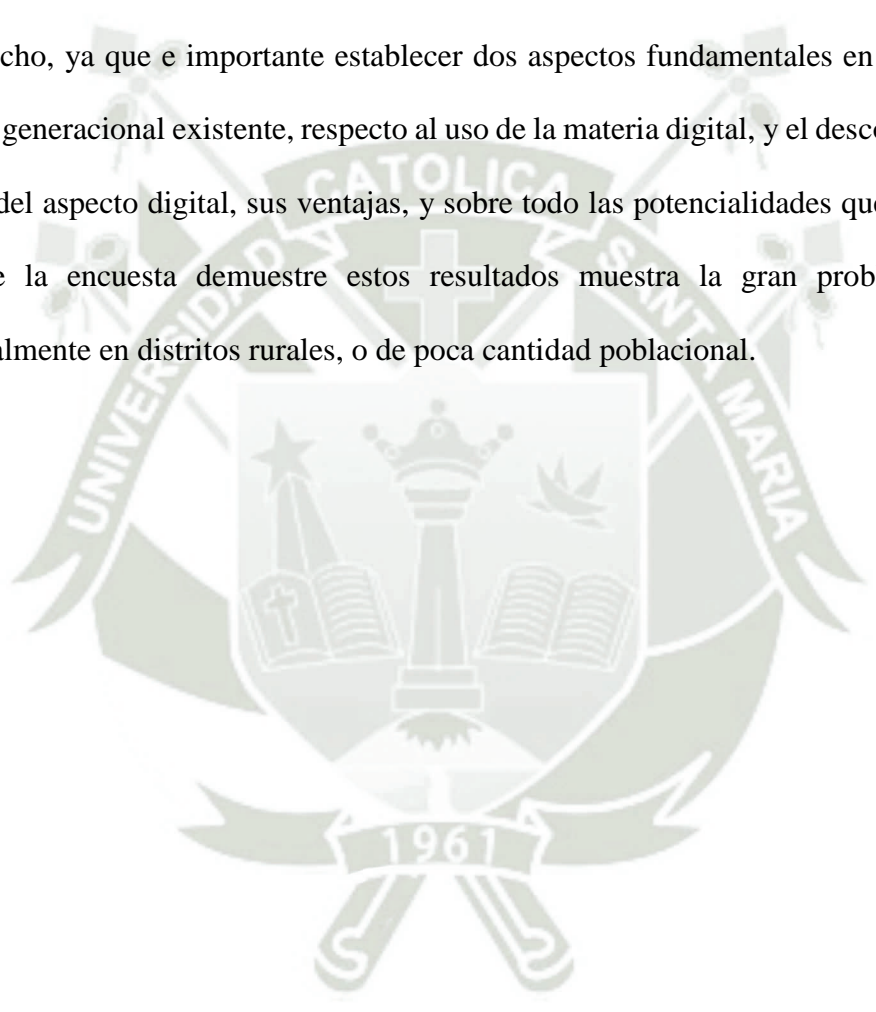 cho, ya que e importante establecer dos aspectos fundamentales en
generacional existente, respecto al uso de la materia digital, y el desc
del aspecto digital, sus ventajas, y sobre todo las potencialidades que
e la encuesta demuestre estos resultados muestra la gran prob
almente en distritos rurales, o de poca cantidad poblacional.
UNIVERSIDAD CATOLICA SANTA MARIA
1961